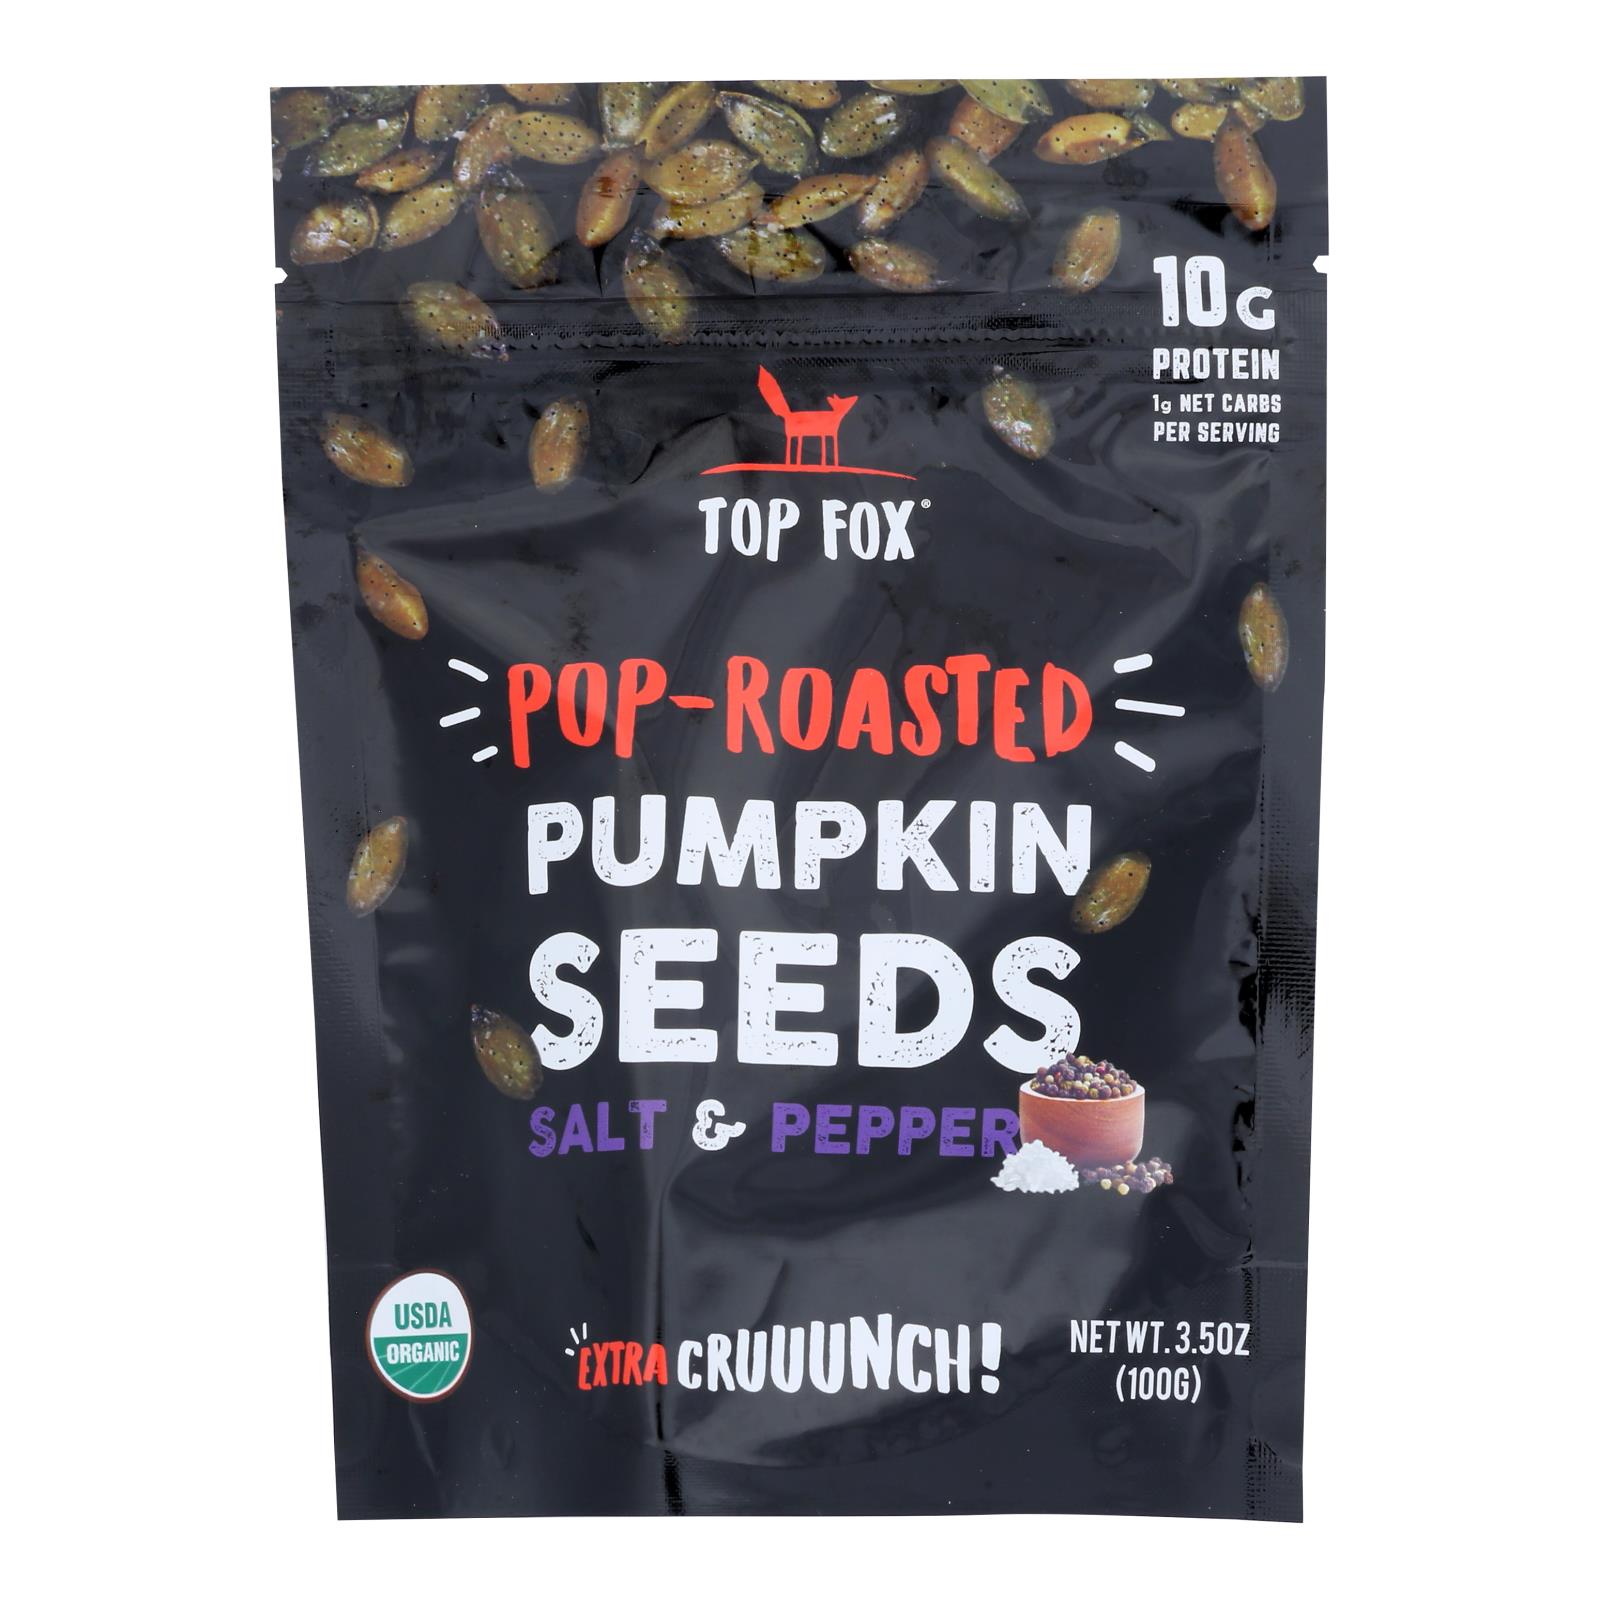 10G
PROTEIN
1g NET CARBS
PER SERVING
TOP FOX®
POP-ROASTED
PUMPKIN
SEEDS
SALT & PEPPER
USDA
ORGANIC
EXTRA CRUUUNCH!
NET WT. 3.5OZ
(100G)